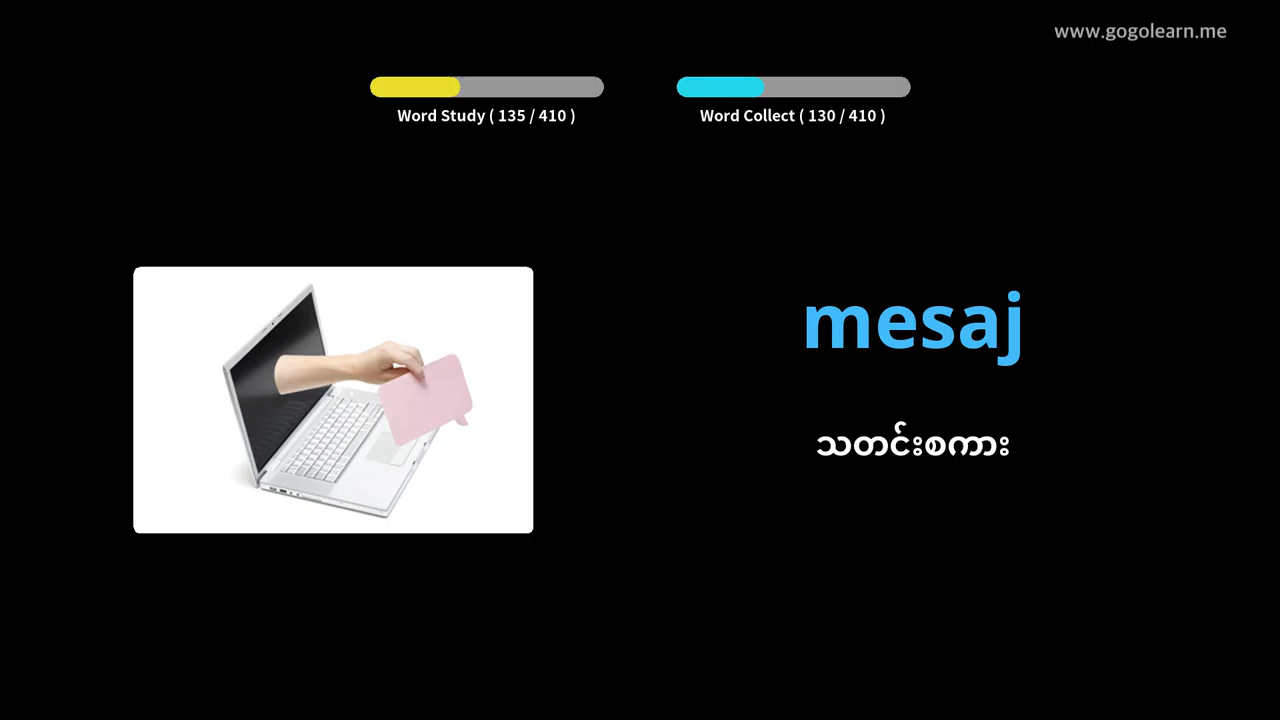 www.gogolearn.me
Word Study ( 135 / 410 )
Word Collect ( 130 / 410 )
mesaj
သတင်းစကား